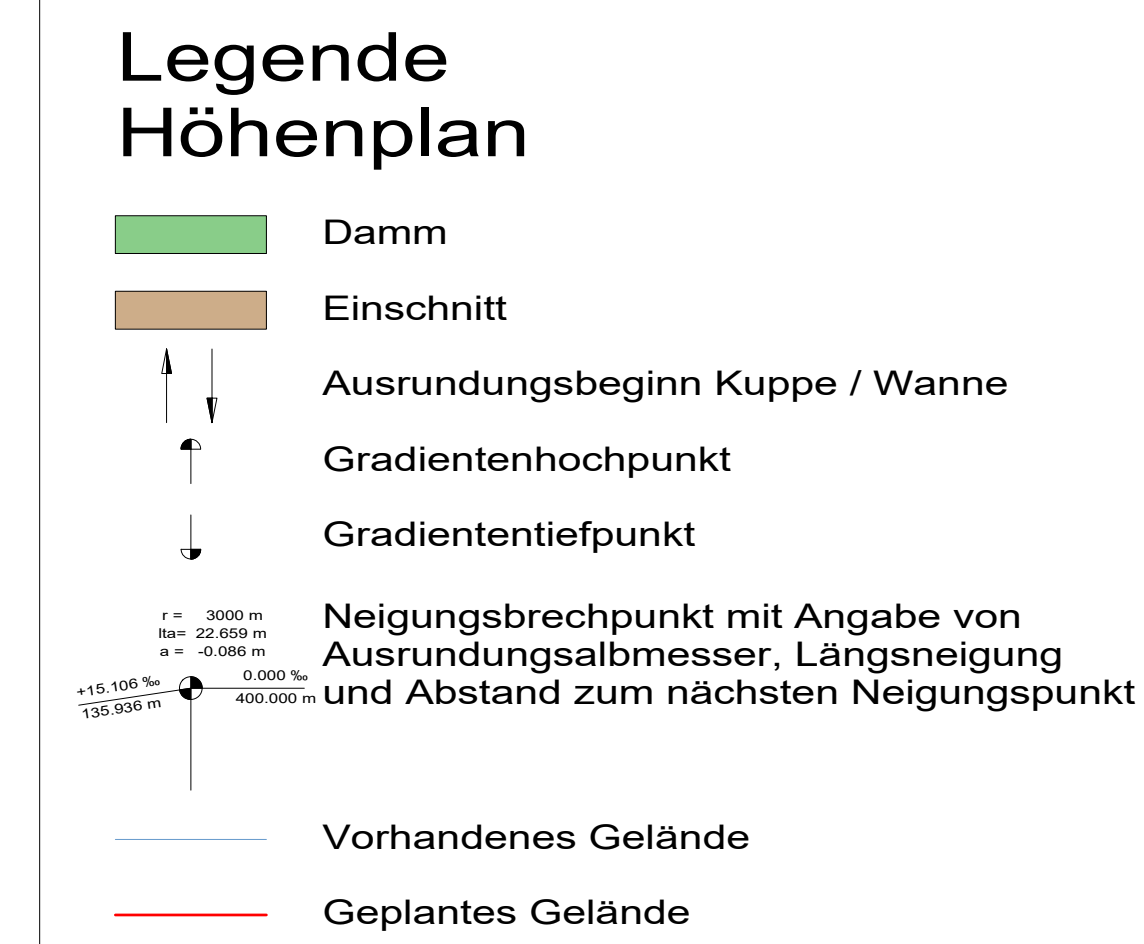 Legende
Höhenplan
Damm
Einschnitt
Ausrundungsbeginn Kuppe / Wanne
Gradientenhochpunkt
Gradiententiefpunkt
r = 3000 m
lta= 22.659 m
a = -0.086 m
+15.106 ‰
135.936 m
0.000 ‰
400.000 m
Neigungsbrechpunkt mit Angabe von
Ausrundungsalbmesser, Längsneigung
und Abstand zum nächsten Neigungspunkt
Vorhandenes Gelände
Geplantes Gelände